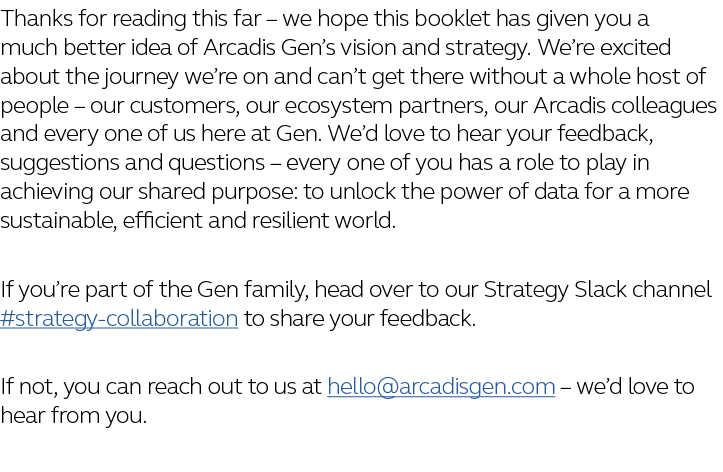 Thanks for reading this far – we hope this booklet has given you a
much better idea of Arcadis Gen’s vision and strategy. We’re excited
about the journey we’re on and can’t get there without a whole host of
people – our customers, our ecosystem partners, our Arcadis colleagues
and every one of us here at Gen. We’d love to hear your feedback,
suggestions and questions – every one of you has a role to play in
achieving our shared purpose: to unlock the power of data for a more
sustainable, efficient and resilient world.
If you’re part of the Gen family, head over to our Strategy Slack channel
#strategy-collaboration to share your feedback.
If not, you can reach out to us at hello@arcadisgen.com – we’d love to
hear from you.